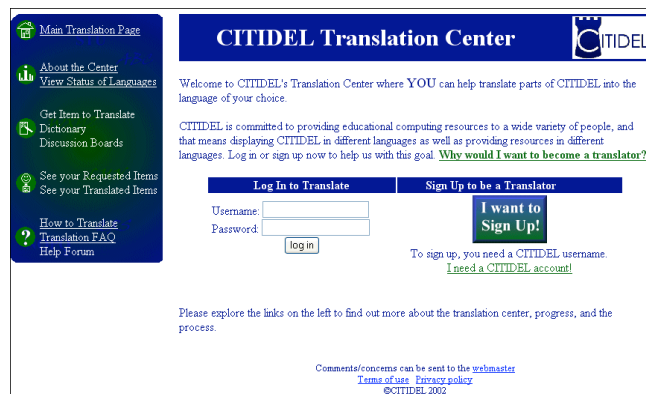 Main Translation Page
About the Center
View Status of Languages
Get Item to Translate
Dictionary
Discussion Boards
See your Requested Items
See your Translated Items
How to Translate
Translation FAQ
Help Forum
CITIDEL Translation Center
CITIDEL
Welcome to CITIDEL's Translation Center where YOU can help translate parts of CITIDEL into the
language of your choice.
CITIDEL is committed to providing educational computing resources to a wide variety of people, and
that means displaying CITIDEL in different languages as well as providing resources in different
languages. Log in or sign up now to help us with this goal. Why would I want to become a translator?
Log In to Translate
Username:
Password:
log in
Sign Up to be a Translator
I want to
Sign Up!
To sign up, you need a CITIDEL username.
I need a CITIDEL account!
Please explore the links on the left to find out more about the translation center, progress, and the
process.
Comments/concerns can be sent to the webmaster
Terms of use Privacy policy
©CITIDEL 2002